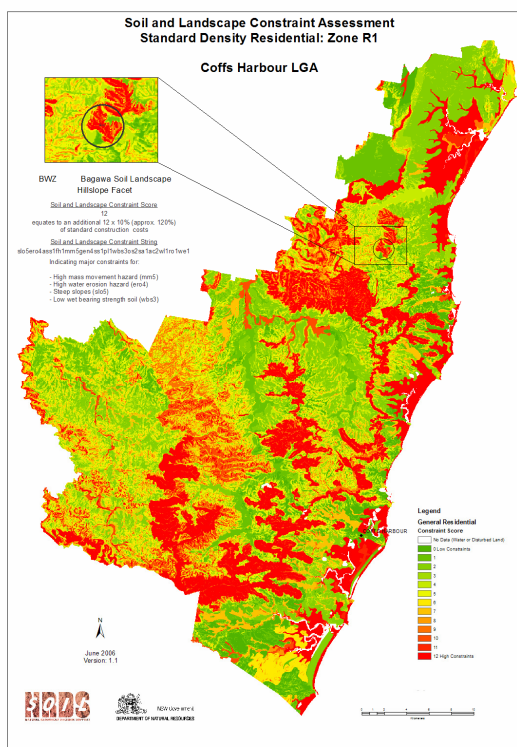 Soil and Landscape Constraint Assessment
Standard Density Residential: Zone R1
Coffs Harbour LGA
BWZ Bagawa Soil Landscape
Hillslope Facet
Soil and Landscape Constraint Score
12
equates to an additional 12 x 10% (approx. 120%)
of standard construction costs
Soil and Landscape Constraint String
Indicating major constraints for:
- High mass movement hazard (mm5)
- High water erosion hazard (ero4)
- Steep slopes (slo5)
- Low wet bearing strength soil (wbs3)
HARBOUR
Legend
General Residential
Constraint Score
No Data (Water or Disturbed Land)
0 Low Constraints
1
2
3
4
5
6
7
8
9
10
11
12 High Constraints
N
June 2006
Version: 1.1
SOIL
NSW Government
DEPARTMENT OF NATURAL RESOURCES